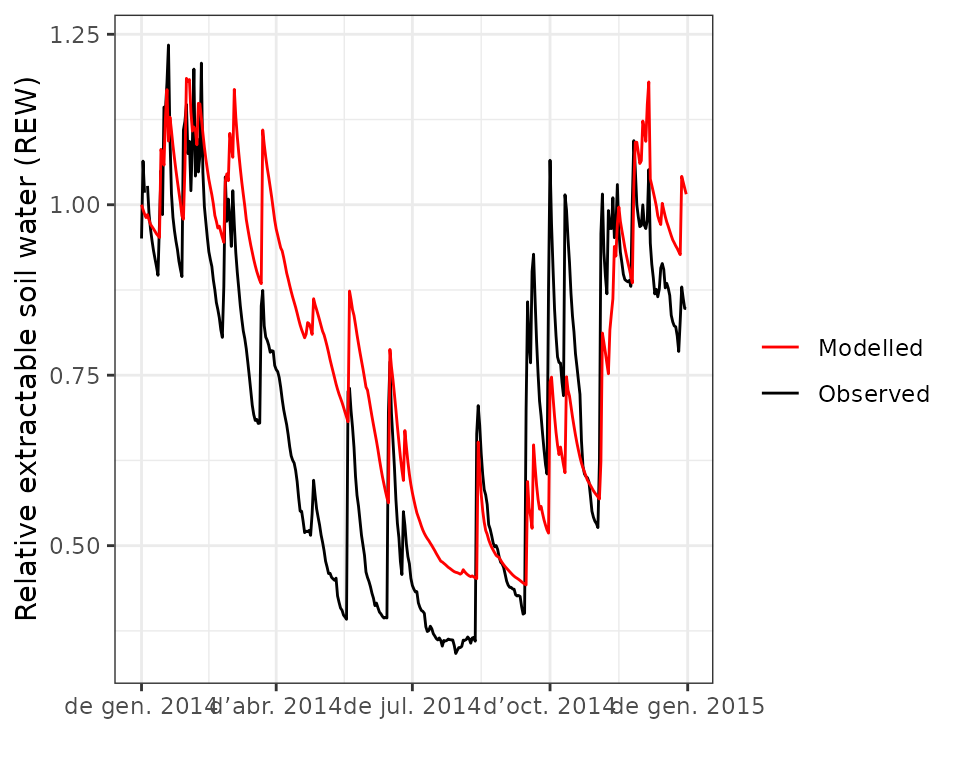 Relative extractable soil water (REW)
1.25
1.00
0.75
0.50
de gen. 2014
d’abr. 2014
de jul. 2014
d’oct. 2014
de gen. 2015
Modelled
Observed